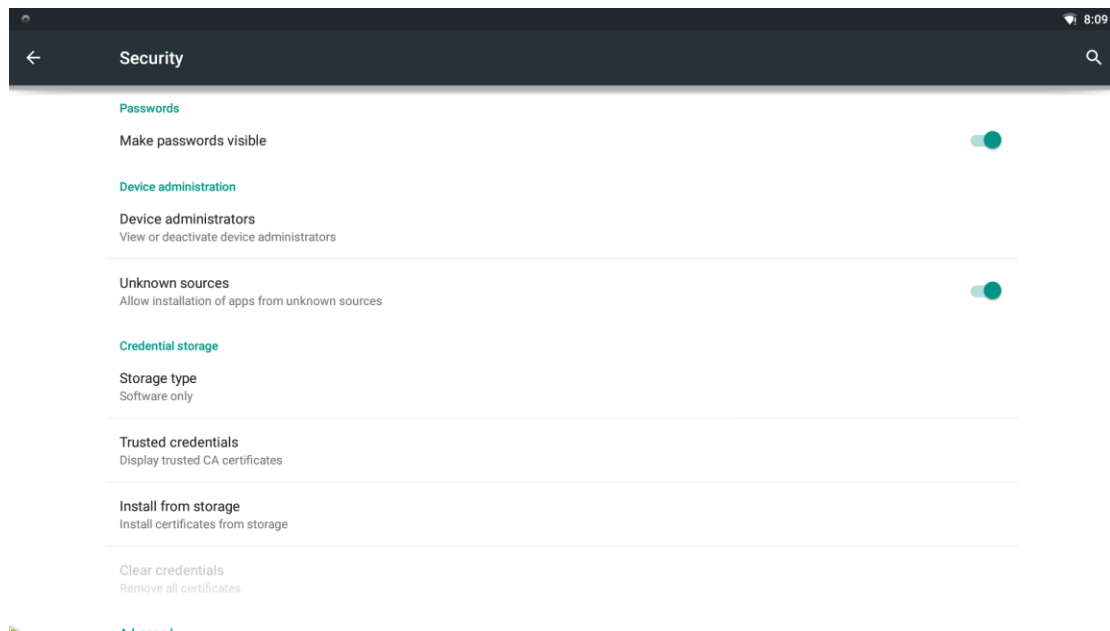 8:09
Security
Passwords
Make passwords visible
Device administration
Device administrators
View or deactivate device administrators
Unknown sources
Allow installation of apps from unknown sources
Credential storage
Storage type
Software only
Trusted credentials
Display trusted CA certificates
Install from storage
Install certificates from storage
Clear credentials
Remove all certificates